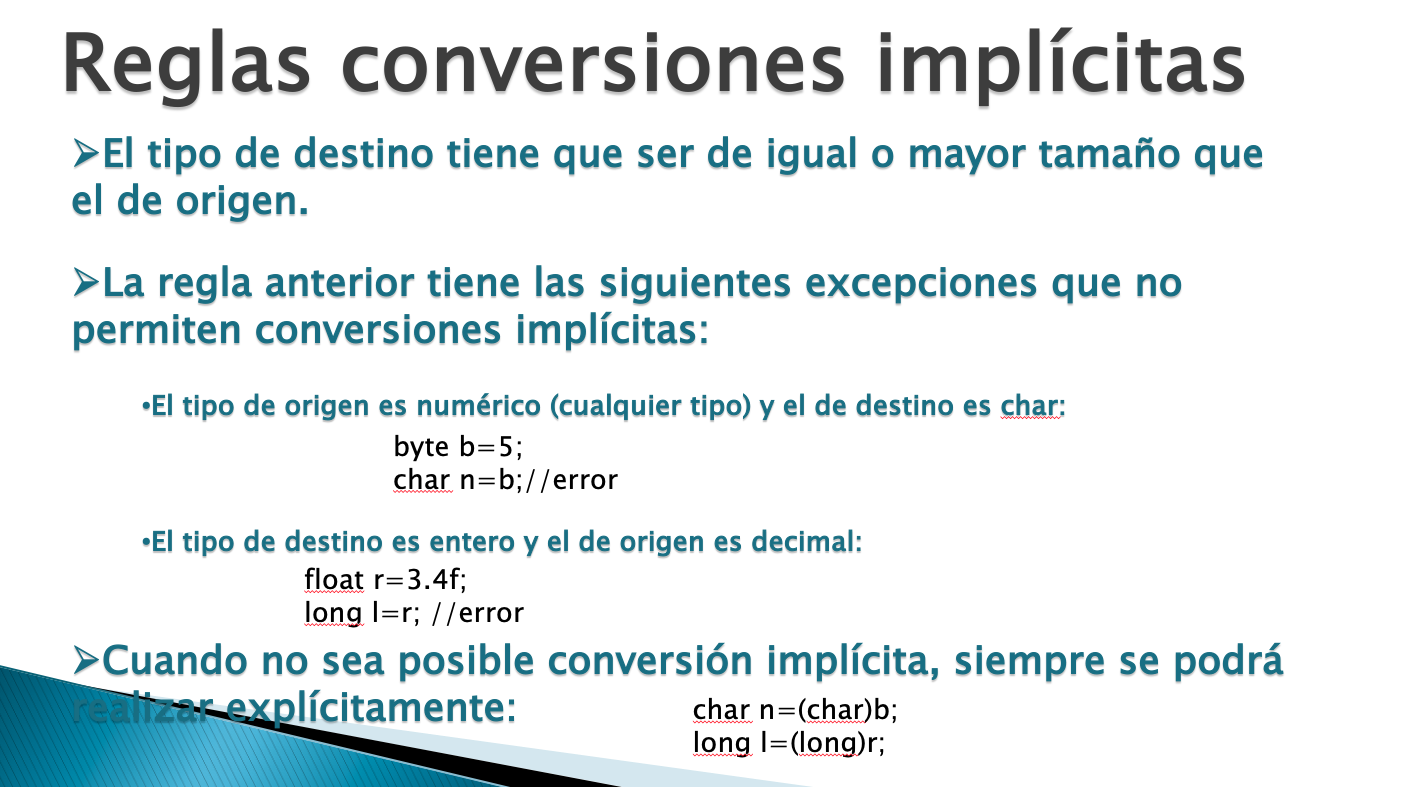 Reglas conversiones implícitas
➢El tipo de destino tiene que ser de igual o mayor tamaño que
el de origen.
➢La regla anterior tiene las siguientes excepciones que no
permiten conversiones implícitas:
•El tipo de origen es numérico (cualquier tipo) y el de destino es char:
byte b=5;
char n=b;//error
•El tipo de destino es entero y el de origen es decimal:
float r=3.4f;
long l=r; //error
➢Cuando no sea posible conversión implícita, siempre se podrá
realizar explícitamente:
char n=(char)b;
long l=(long)r;